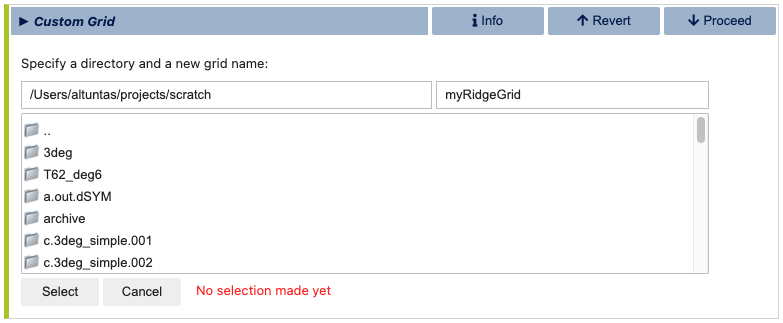 ▶ Custom Grid
Info
Revert
Proceed
Specify a directory and a new grid name:
/Users/altuntas/projects/scratch
myRidgeGrid
..
3deg
T62_deg6
a.out.dSYM
archive
c.3deg_simple.001
c.3deg_simple.002
Select
Cancel
No selection made yet